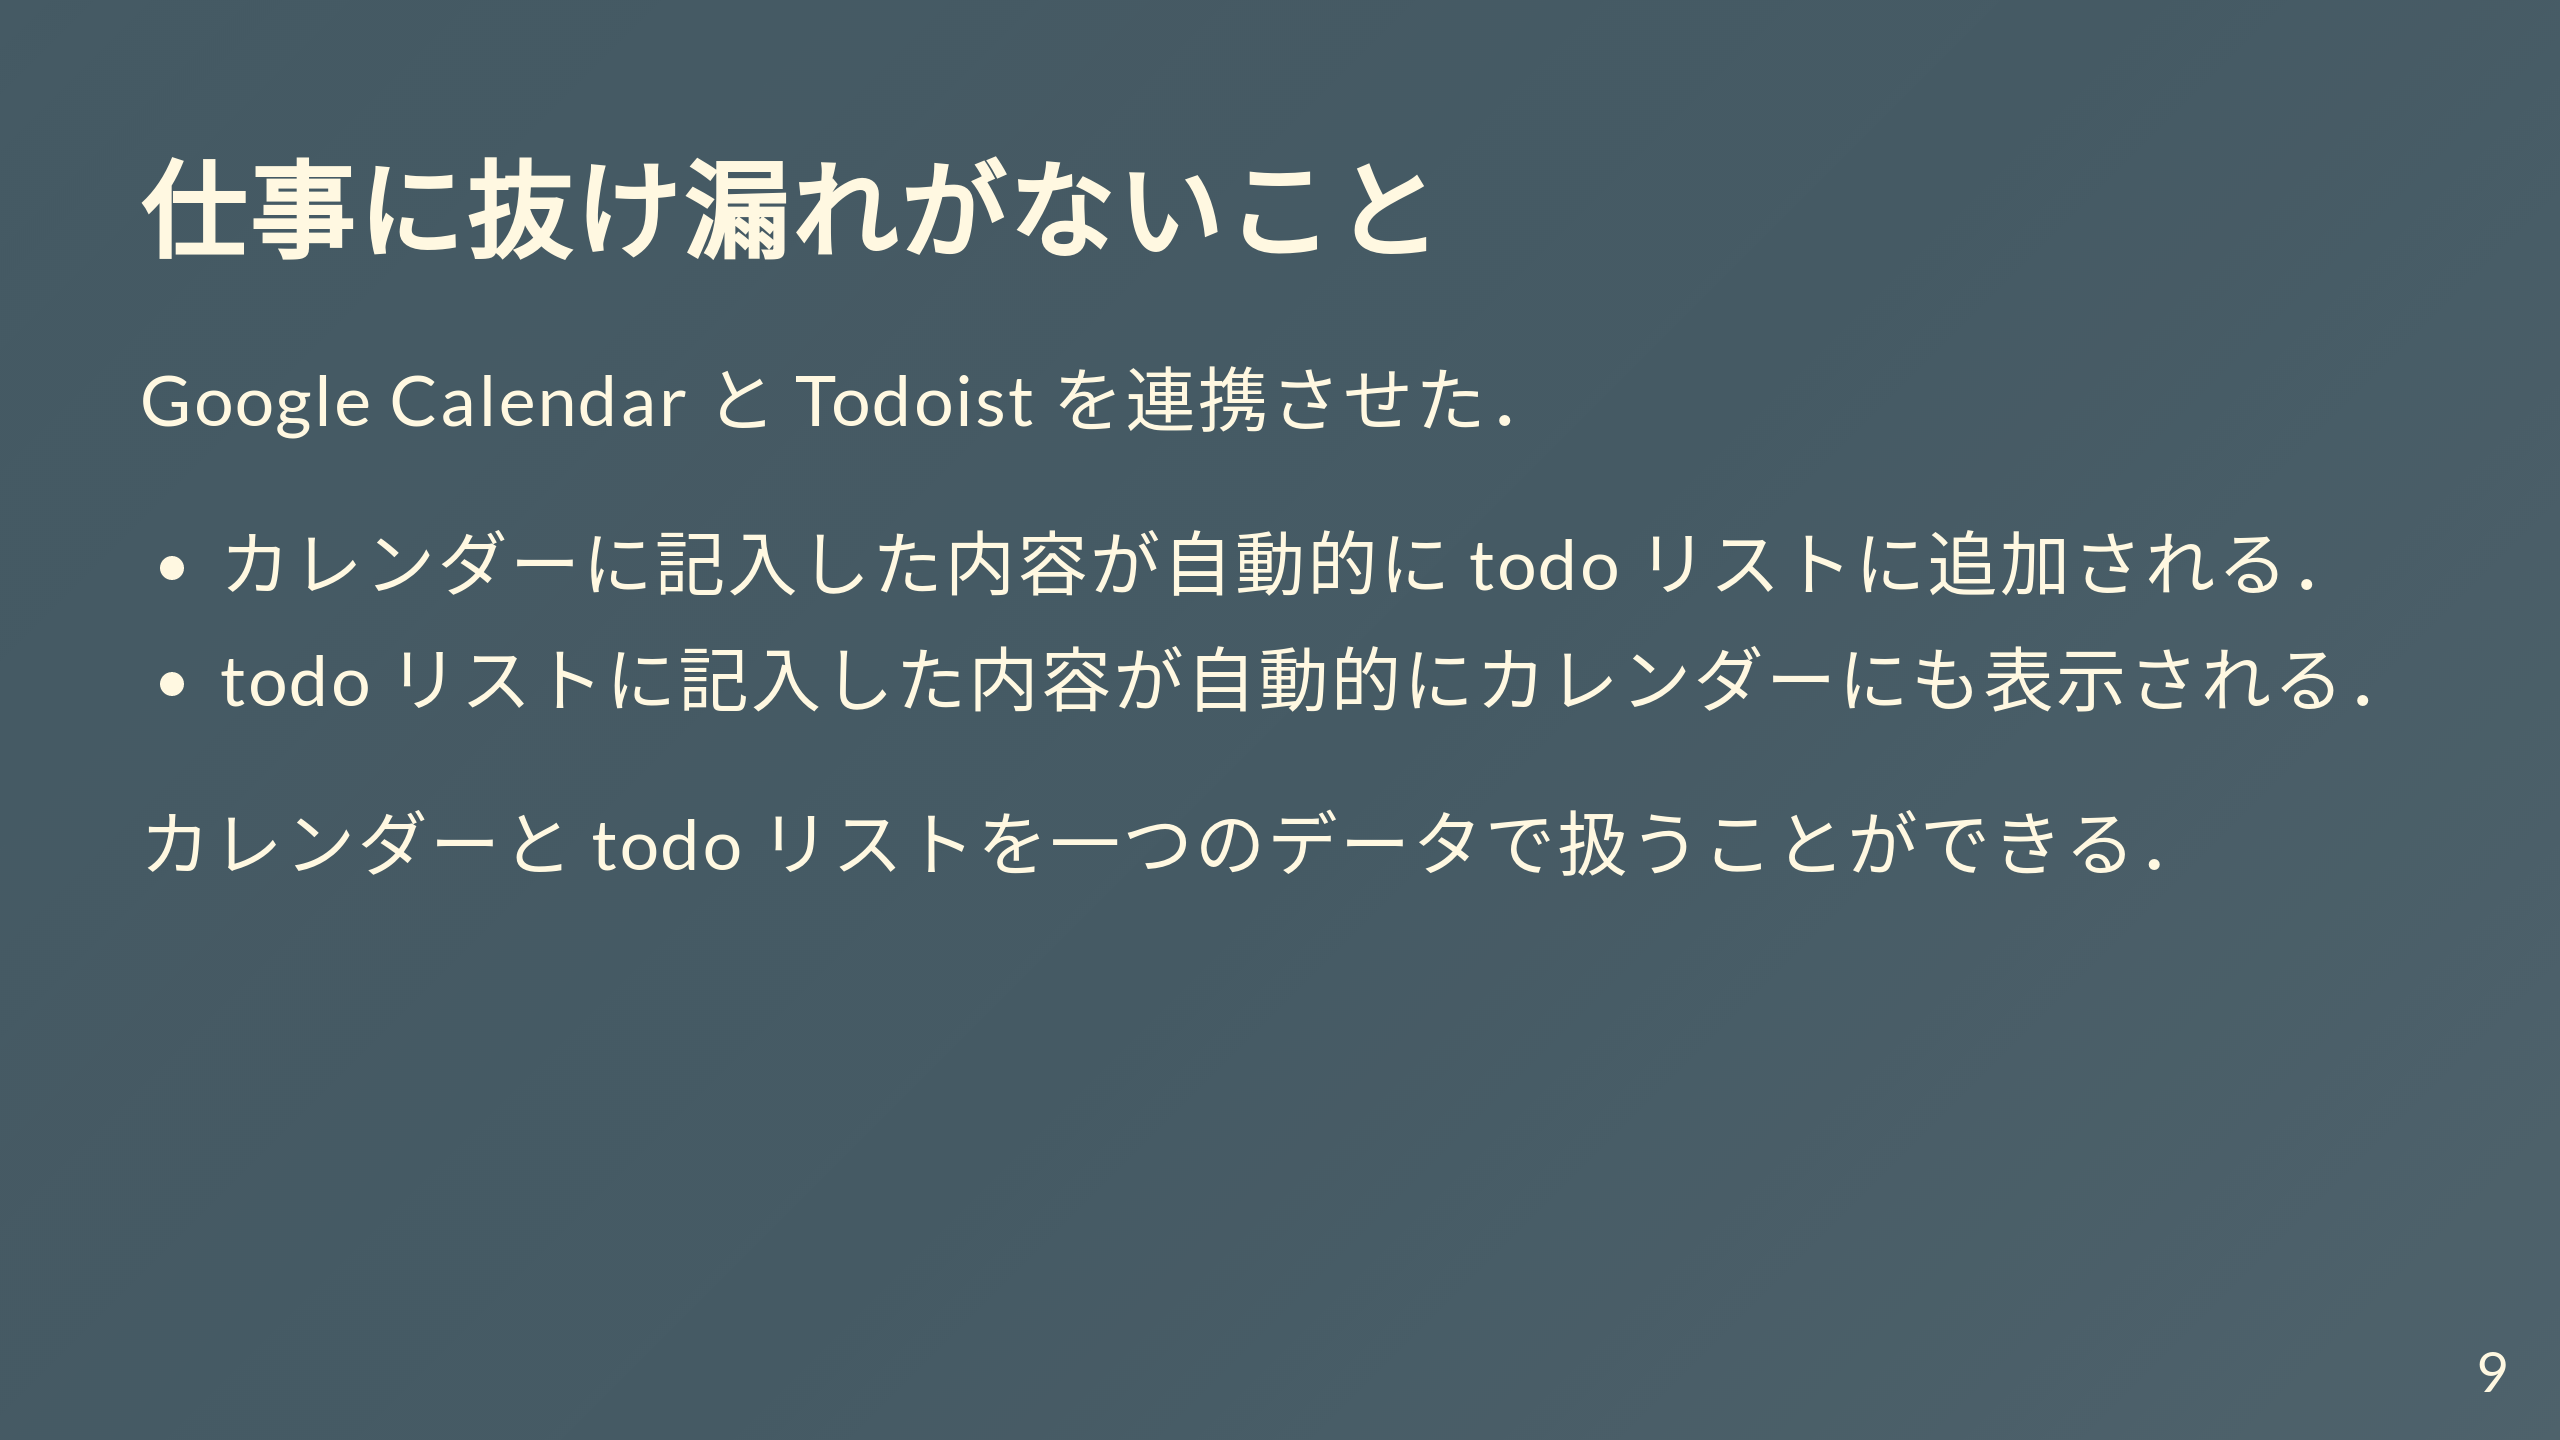 仕事に抜け漏れがないこと
Google Calendar と Todoist を連携させた．
• カレンダーに記入した内容が自動的に todo リストに追加される．
• todo リストに記入した内容が自動的にカレンダーにも表示される．
カレンダーと todo リストを一つのデータで扱うことができる．
9